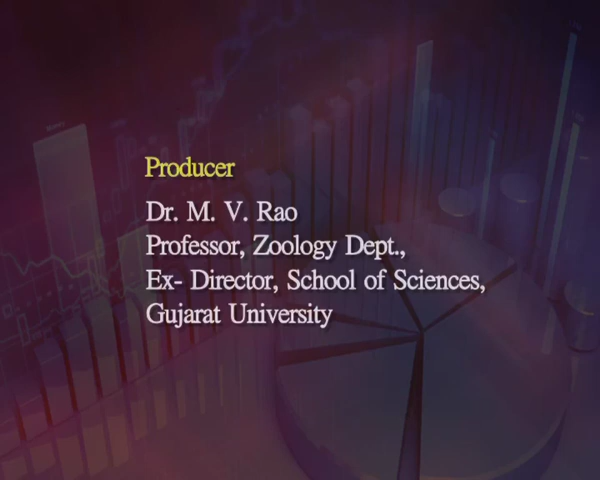 Producer
Dr. M. V. Rao
Professor, Zoology Dept.,
Ex- Director, School of Sciences,
Gujarat University